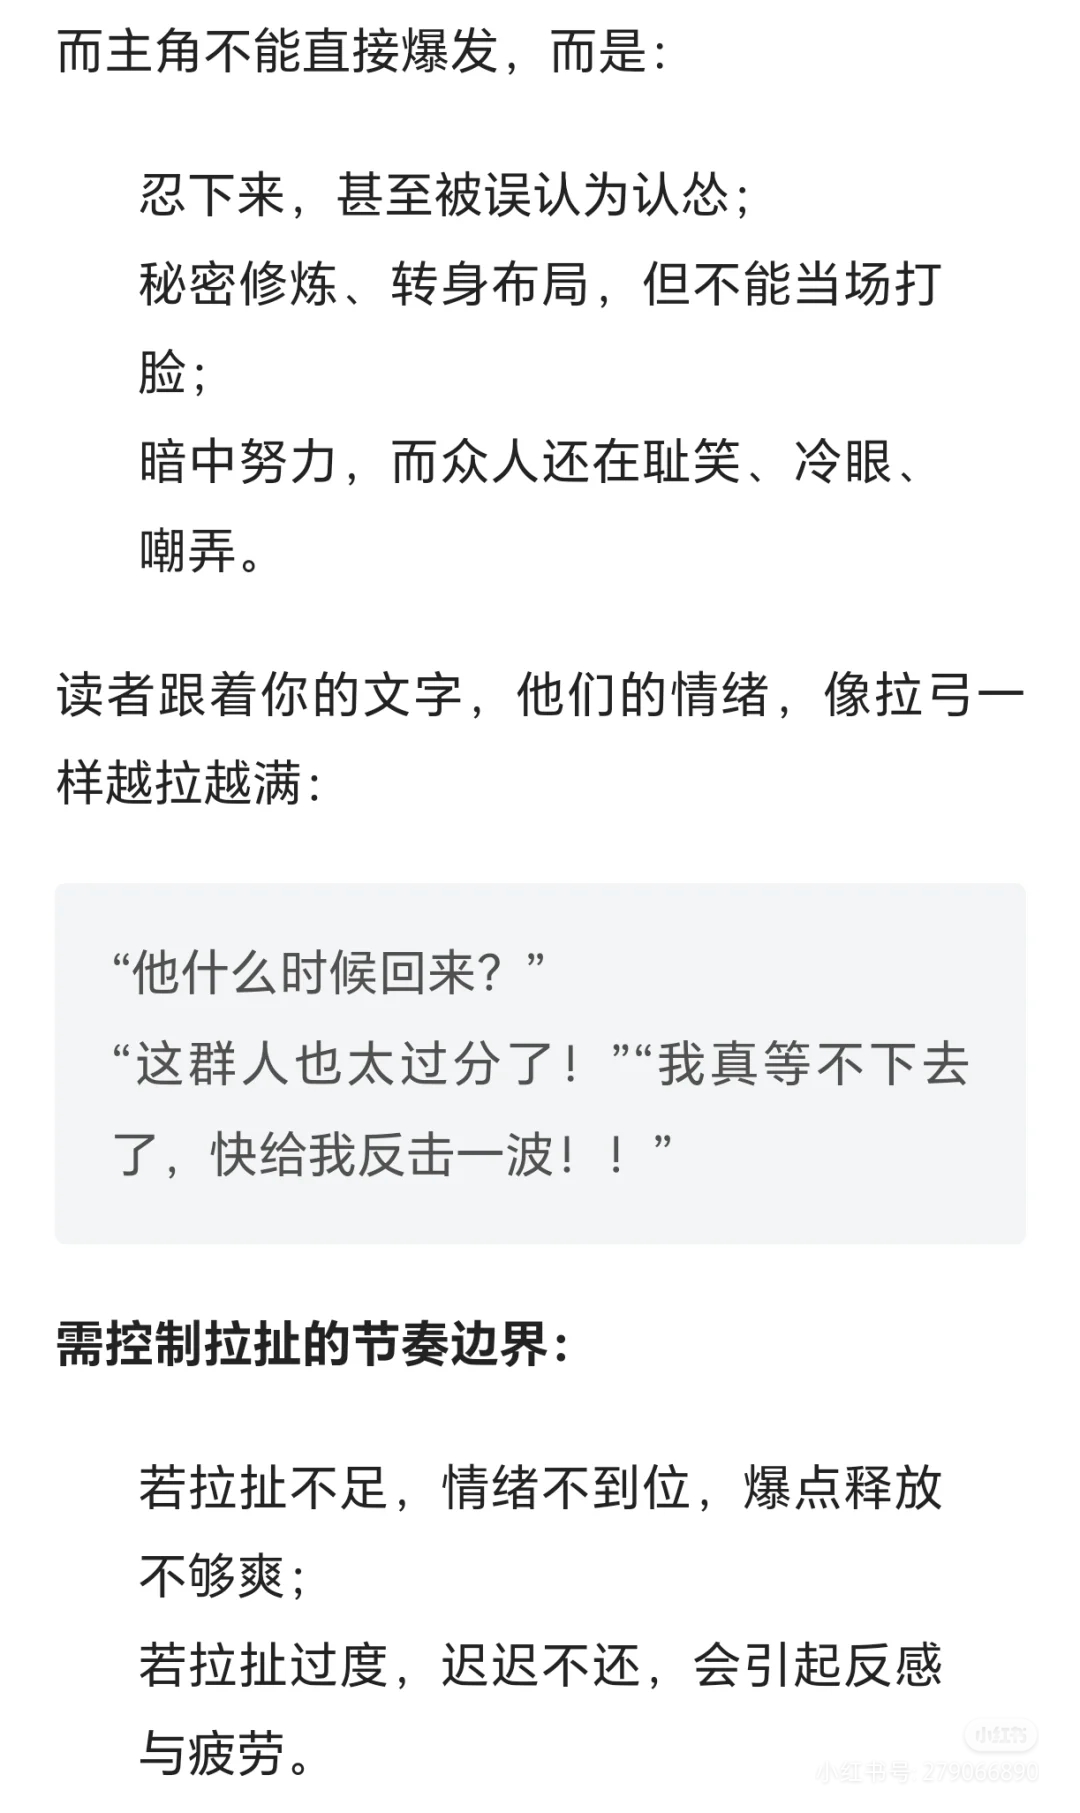 而主角不能直接爆发，而是：
忍下来，甚至被误认为认怂；
秘密修炼、转身布局，但不能当场打
脸；
暗中努力，而众人还在耻笑、冷眼、
嘲弄。
读者跟着你的文字，他们的情绪，像拉弓一
样越拉越满：
“他什么时候回来？”
“这群人也太过分了！”“我真等不下去
了，快给我反击一波！！”
需控制拉扯的节奏边界：
若拉扯不足，情绪不到位，爆点释放
不够爽；
若拉扯过度，迟迟不还，会引起反感
与疲劳。
小红书
小红书号: 279066890